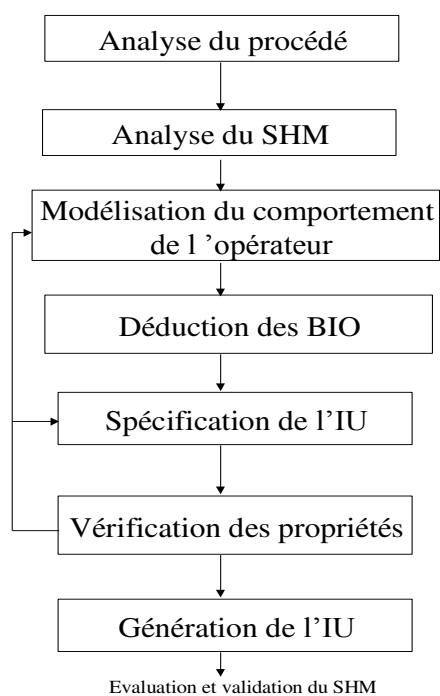 Analyse du procédé
Analyse du SHM
Modélisation du comportement
de l ’opérateur
Déduction des BIO
Spécification de l’IU
Vérification des propriétés
Génération de l’IU
Evaluation et validation du SHM